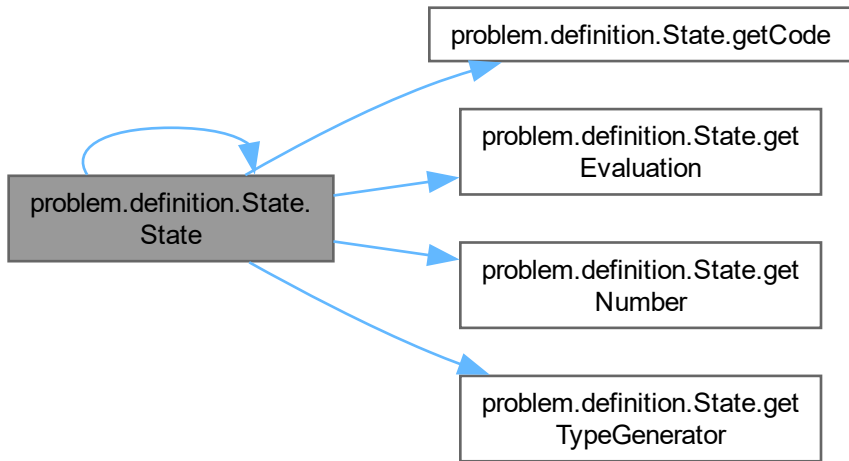 problem.definition.State.getCode
problem.definition.State.get
Evaluation
problem.definition.State.
State
problem.definition.State.get
Number
problem.definition.State.get
TypeGenerator